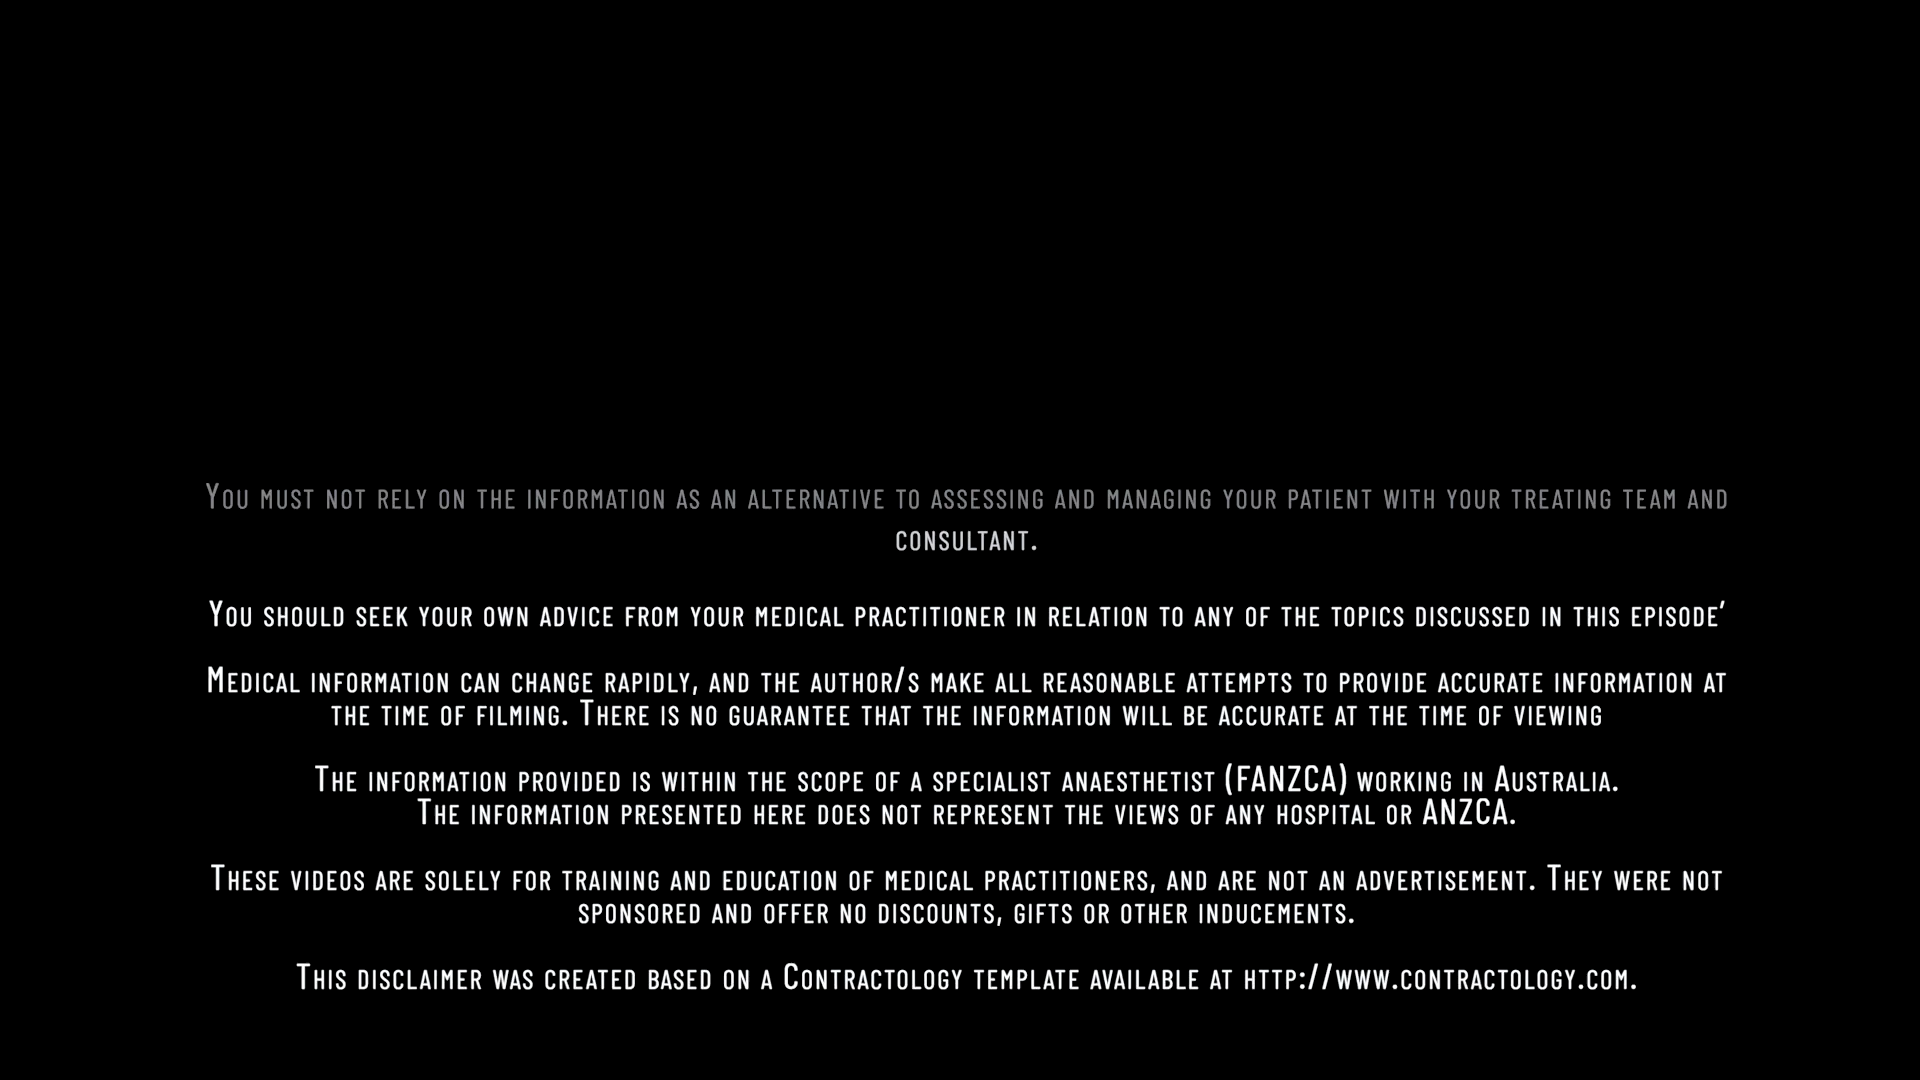 You must not rely on the information as an alternative to assessing and managing your patient with your treating team and
consultant.
You should seek your own advice from your medical practitioner in relation to any of the topics discussed in this episode’
Medical information can change rapidly, and the author/s make all reasonable attempts to provide accurate information at
the time of filming. There is no guarantee that the information will be accurate at the time of viewing
The information provided is within the scope of a specialist anaesthetist (FANZCA) working in Australia.
The information presented here does not represent the views of any hospital or ANZCA.
These videos are solely for training and education of medical practitioners, and are not an advertisement. They were not
sponsored and offer no discounts, gifts or other inducements.
This disclaimer was created based on a Contractology template available at http://www.contractology.com.